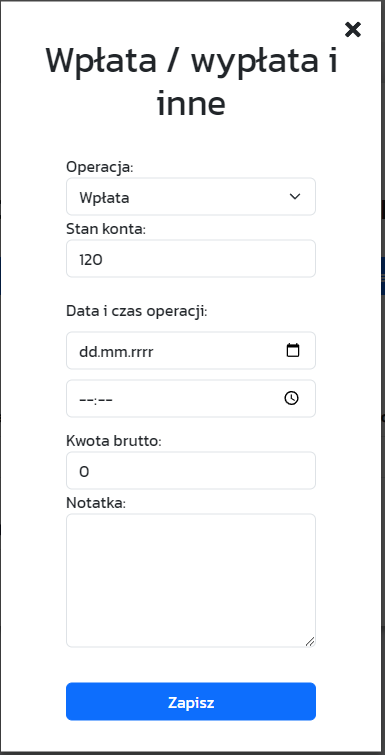 Wpłata / wypłata i
inne
Operacja:
Wpłata
Stan konta:
120
Data i czas operacji:
dd.mm.rrrr
--:--
Kwota brutto:
0
Notatka:
Zapisz